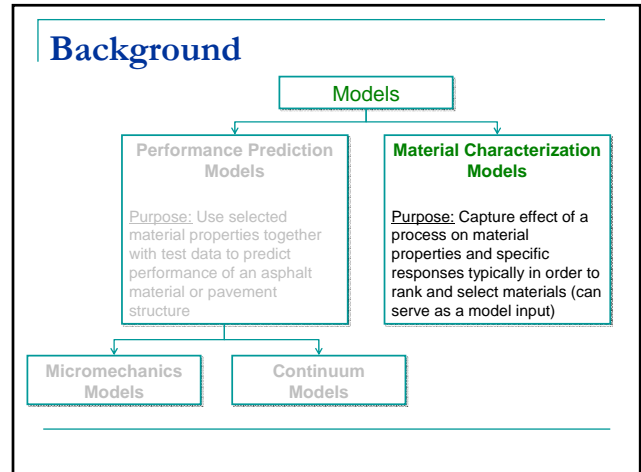 Background
Models
Performance Prediction
Models
Purpose: Use selected
material properties together
with test data to predict
performance of an asphalt
material or pavement
structure
Material Characterization
Models
Purpose: Capture effect of a
process on material
properties and specific
responses typically in order to
rank and select materials (can
serve as a model input)
Micromechanics
Models
Continuum
Models